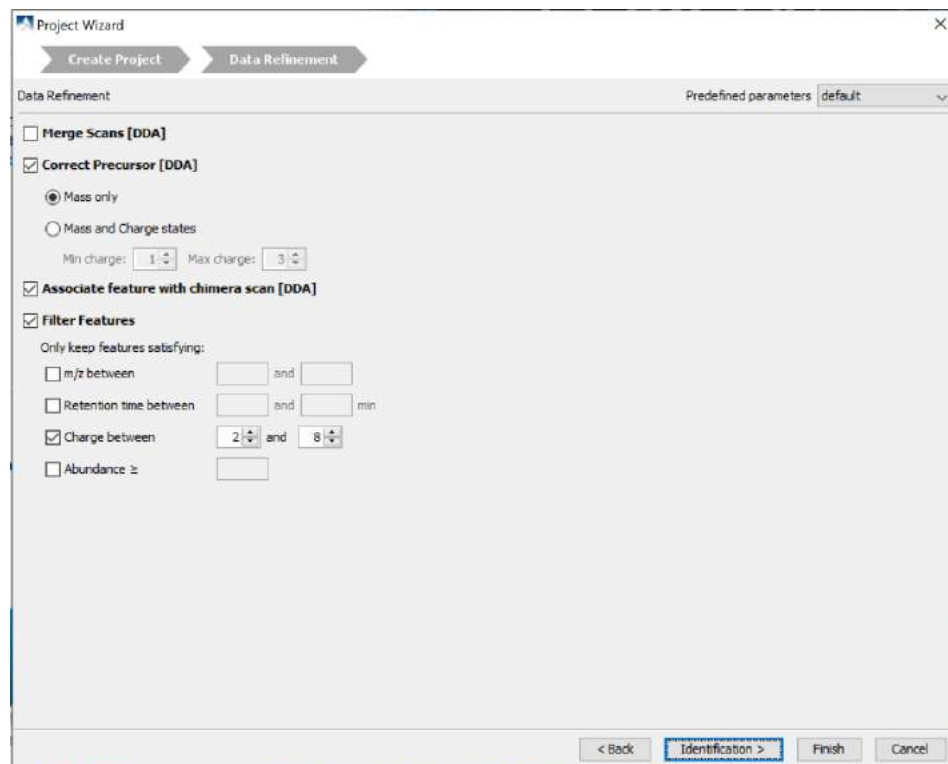 Project Wizard
Create Project Data Refinement
Data Refinement Predefined parameters default
Merge Scans [DDA]
Correct Precursor [DDA]
Mass only
Mass and Charge states
Min charge: 1 Max charge: 3
Associate feature with chimera scan [DDA]
Filter Features
Only keep features satisfying:
m/z between and
Retention time between and min
Charge between 2 and 8
Abundance ≥
< Back Identification > Finish Cancel